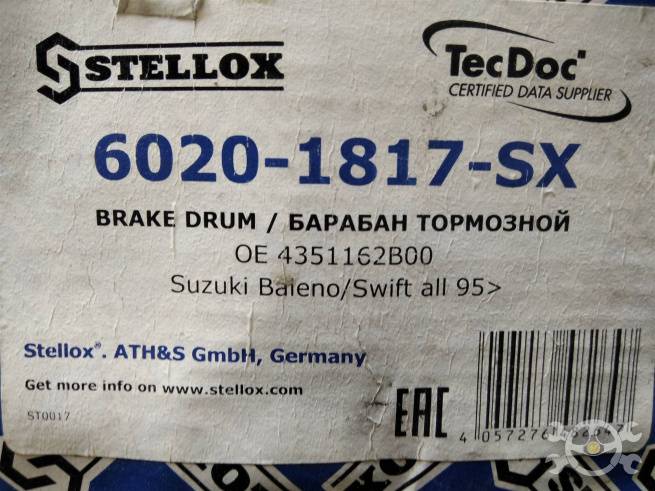 STELLOX
TecDoc
CERTIFIED DATA SUPPLIER
6020-1817-SX
BRAKE DRUM / БАРАБАН ТОРМОЗНОЙ
OE 4351162B00
Suzuki Baieno/Swift all 95>
Stellox®. ATH&S GmbH, Germany
Get more info on www.stellox.com
ST0017
EAC